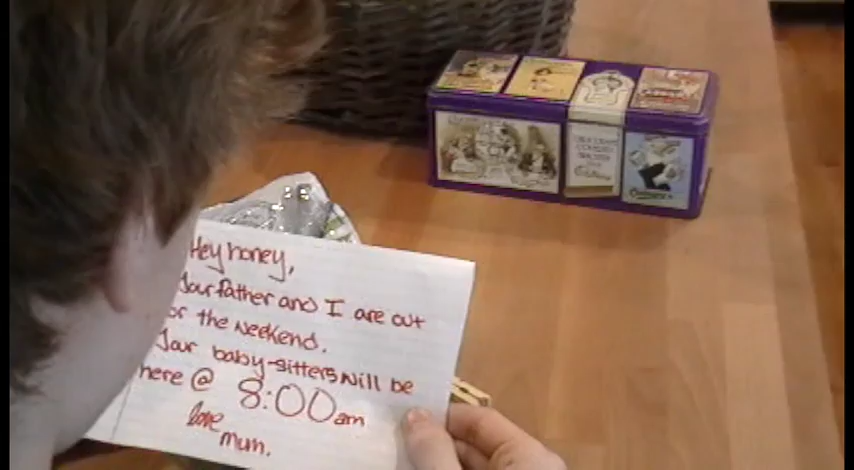 Hey honey,
Your father and I are out
for the weekend.
Your baby-sitters will be
here @ 8:00am
love
mum.